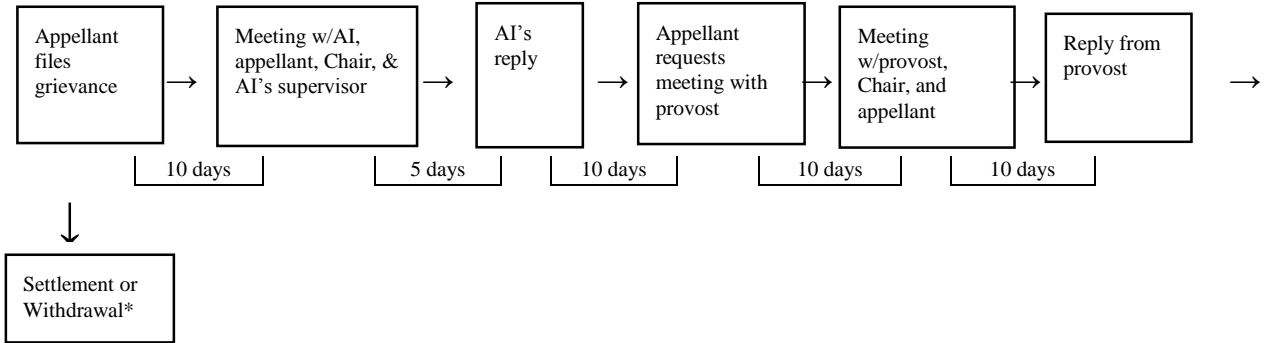 Appellant
files
grievance
→
Meeting w/AI,
appellant, Chair, &
AI’s supervisor
→
AI’s
reply
→
Appellant
requests
meeting with
provost
→
Meeting
w/provost,
Chair, and
appellant
→
Reply from
provost
→
10 days
5 days
10 days
10 days
10 days
↓
Settlement or
Withdrawal*